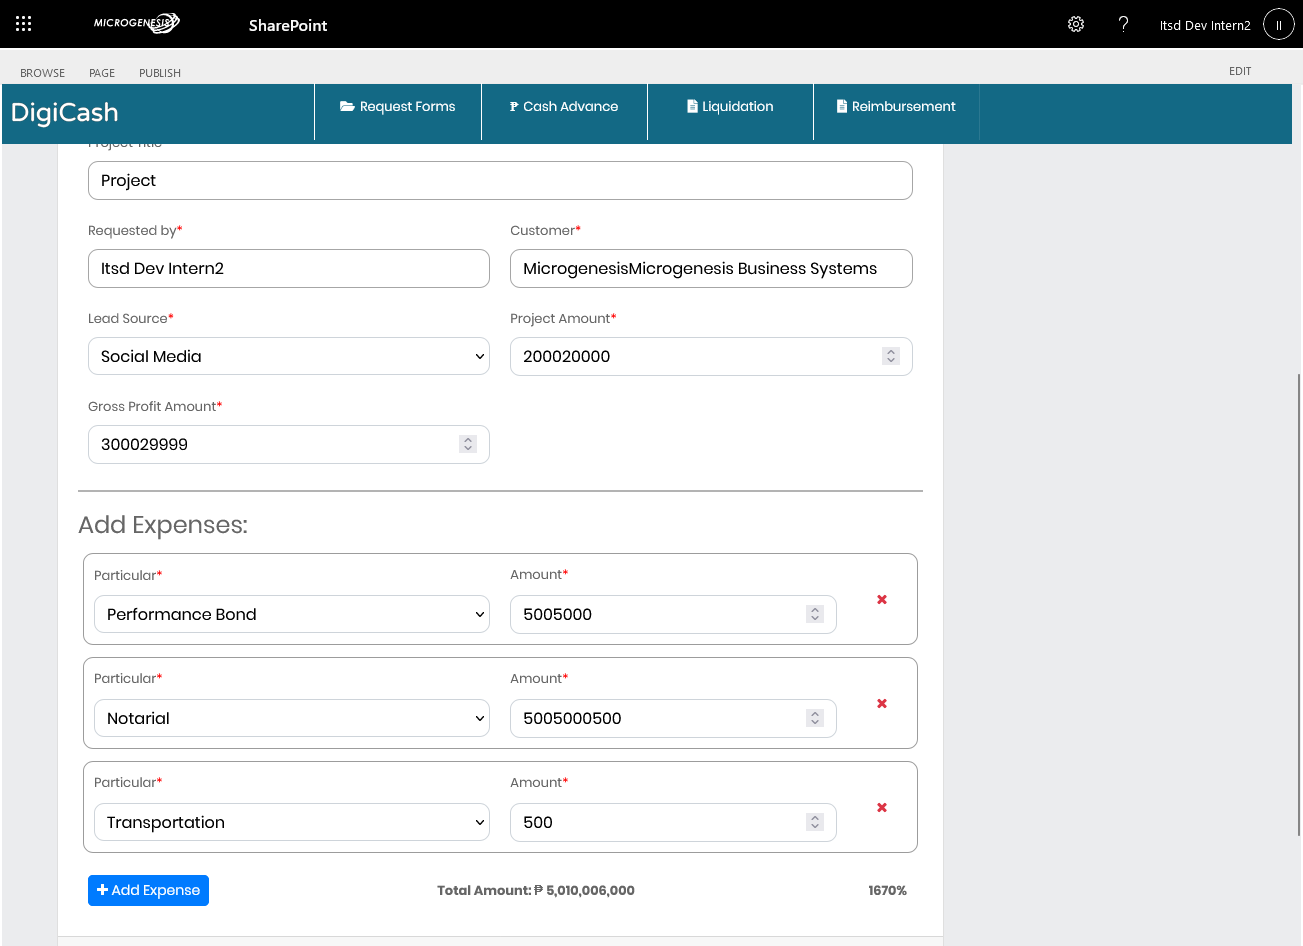 MICROGENESIS
SharePoint
?
Itsd Dev Intern2
II
BROWSE
PAGE
PUBLISH
EDIT
DigiCash
Request Forms
₱ Cash Advance
Liquidation
Reimbursement
Project Title
Project
Requested by*
Customer*
Itsd Dev Intern2
MicrogenesisMicrogenesis Business Systems
Lead Source*
Project Amount*
Social Media
200020000
Gross Profit Amount*
300029999
Add Expenses:
Particular*
Amount*
Performance Bond
5005000
Particular*
Amount*
Notarial
5005000500
Particular*
Amount*
Transportation
500
+ Add Expense
Total Amount: ₱ 5,010,006,000
1670%